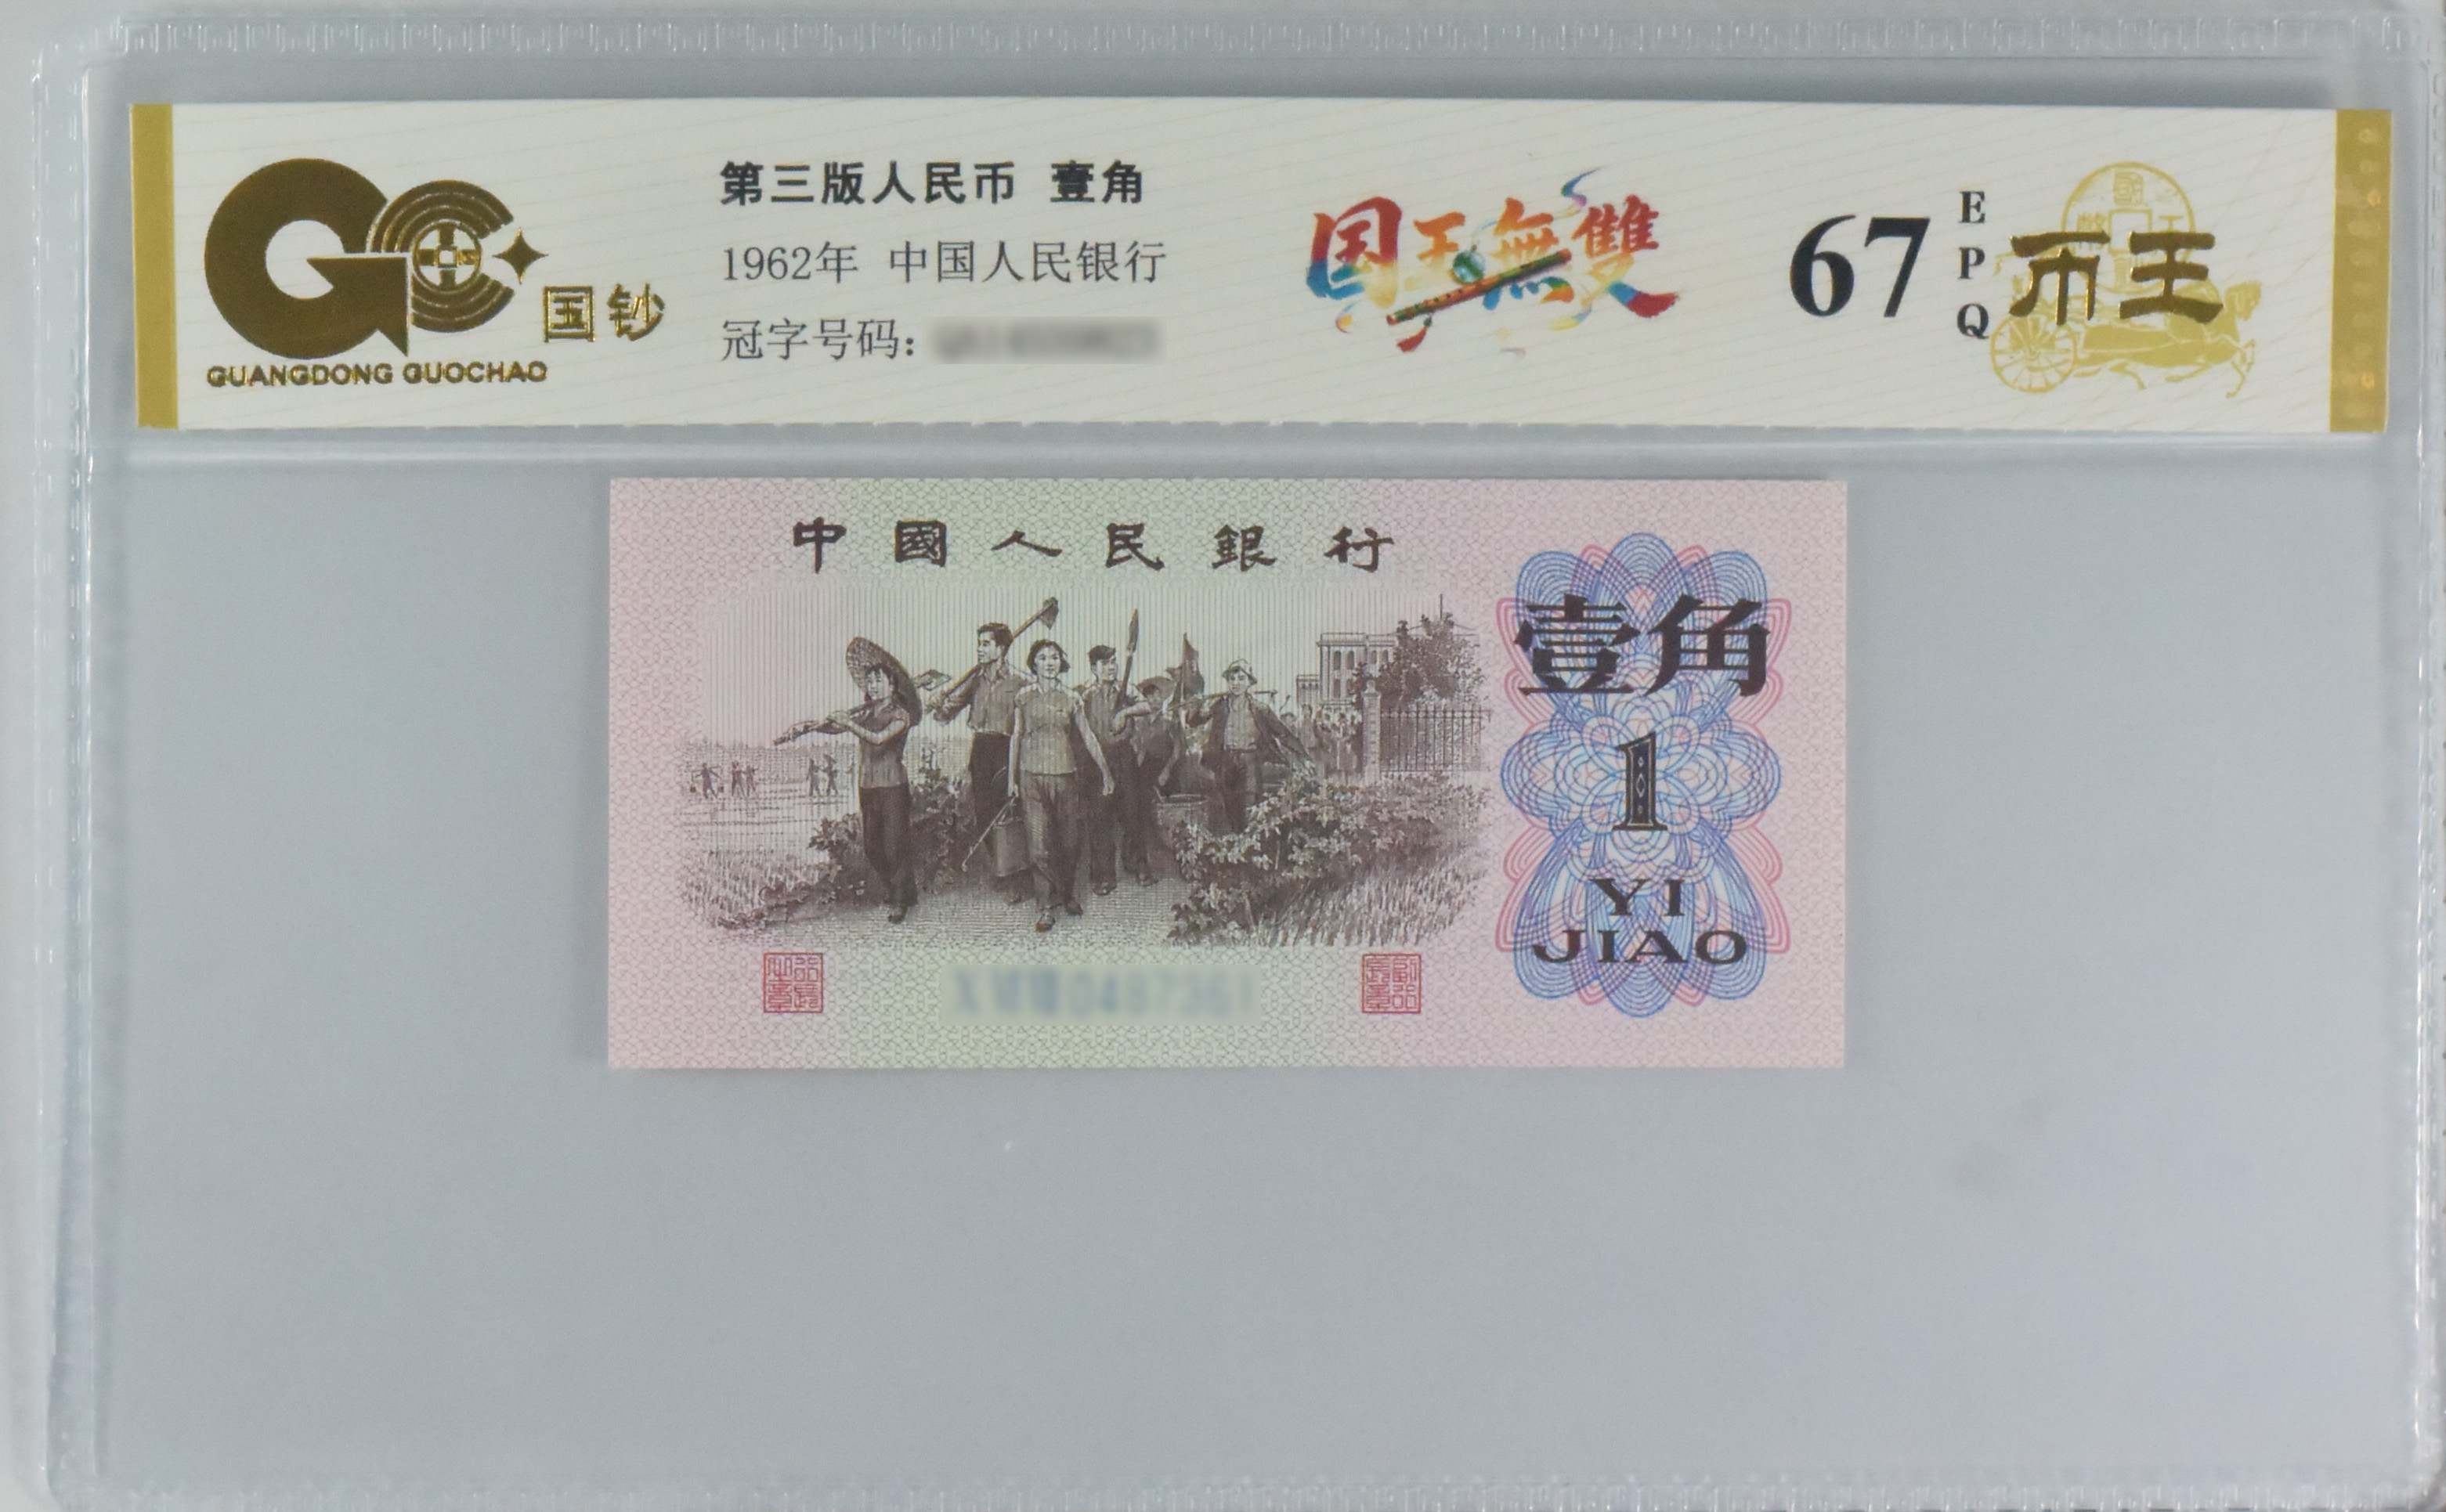 国钞
GUANGDONG GUOCHAO
第三版人民币 壹角
1962年 中国人民银行
冠字号码：
国王無雙
67
EPQ
币王
中國人民銀行
壹角
1
YI
JIAO